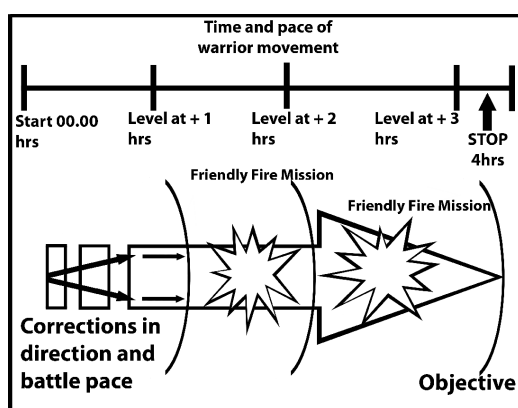 Time and pace of
warrior movement
Start 00.00
hrs
Level at + 1
hrs
Level at + 2
hrs
Level at + 3
hrs
STOP
4hrs
Friendly Fire Mission
Friendly Fire Mission
Corrections in
direction and
battle pace
Objective